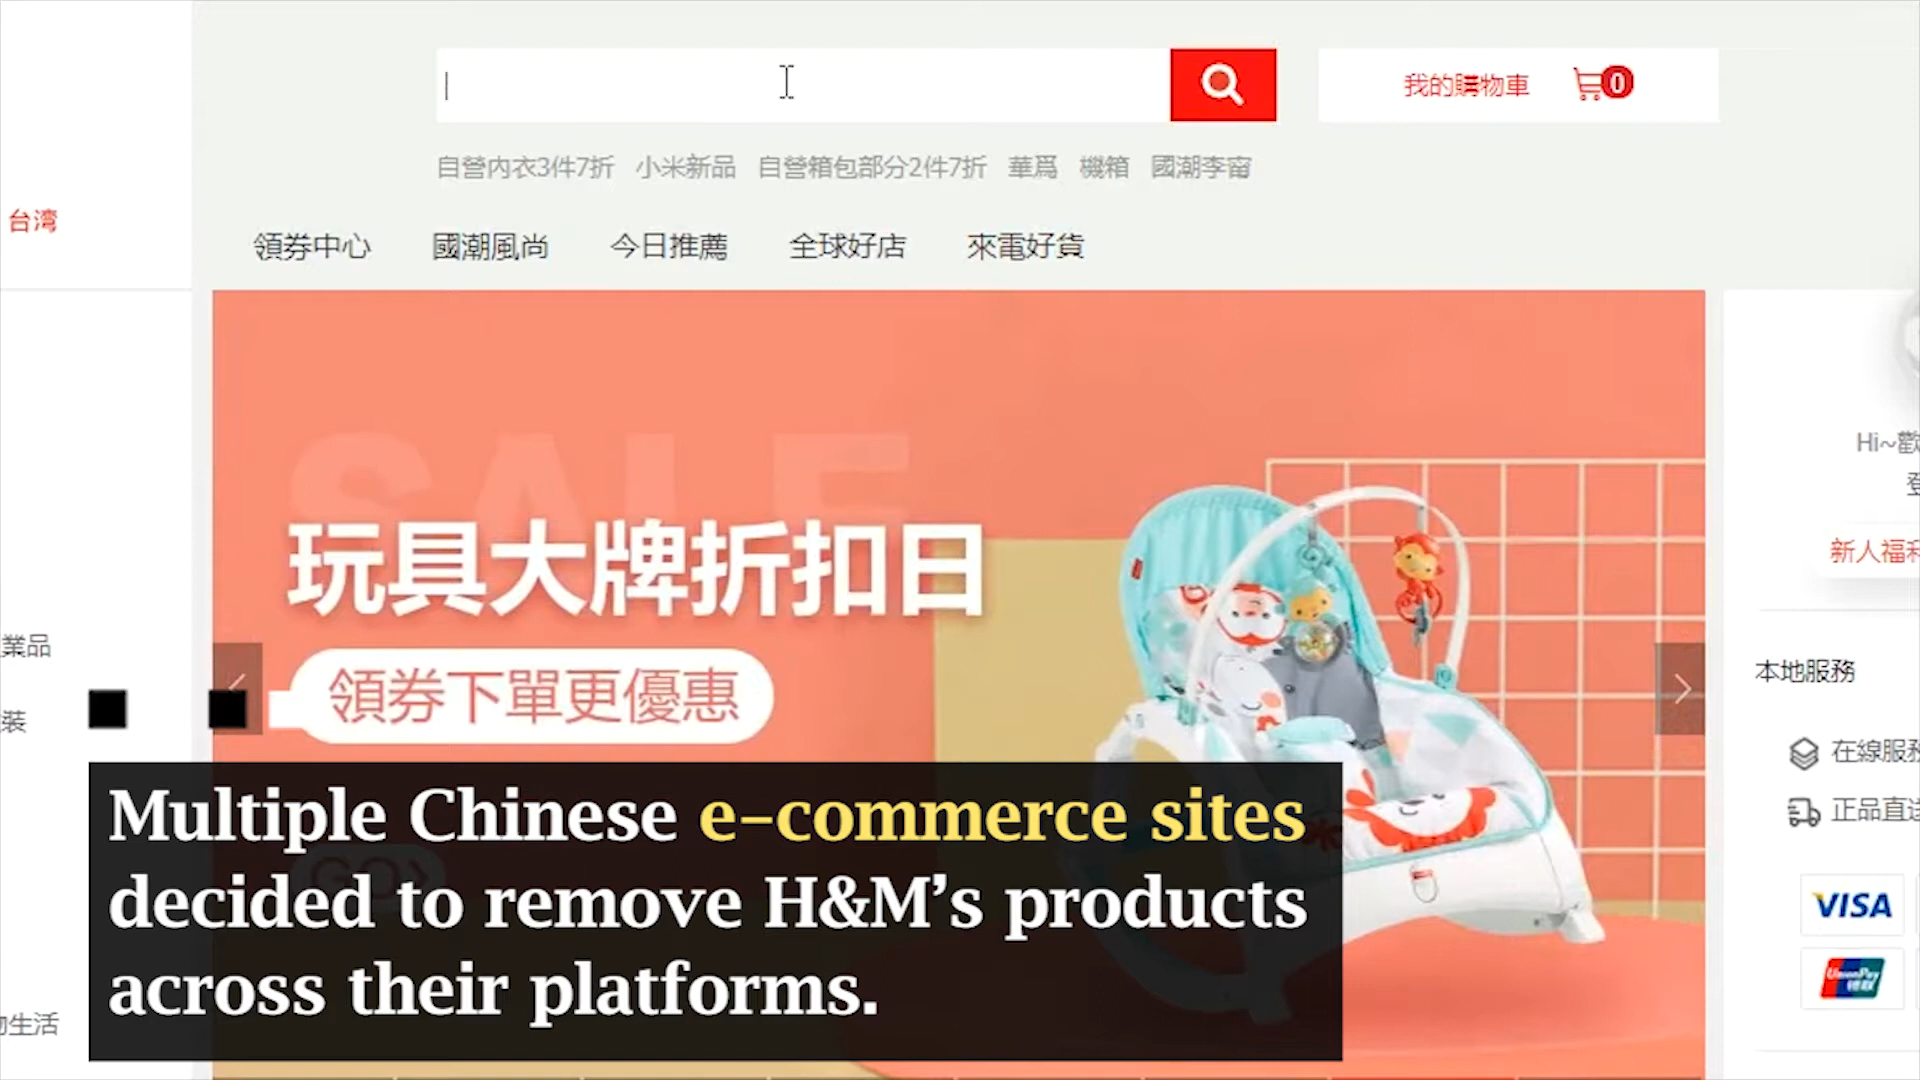 我的購物車 0
自營内衣3件7折 小米新品 自營箱包部分2件7折 華爲 機箱 國潮李甯
台湾
領券中心 國潮風尚 今日推薦 全球好店 來電好貨
SALE
Hi~歡
登
玩具大牌折扣日
新人福利
業品
領券下單更優惠
本地服務
裝
在線服務
正品直送
Multiple Chinese e-commerce sites
decided to remove H&M’s products
across their platforms.
GO>
VISA
UnionPay
银联
生活